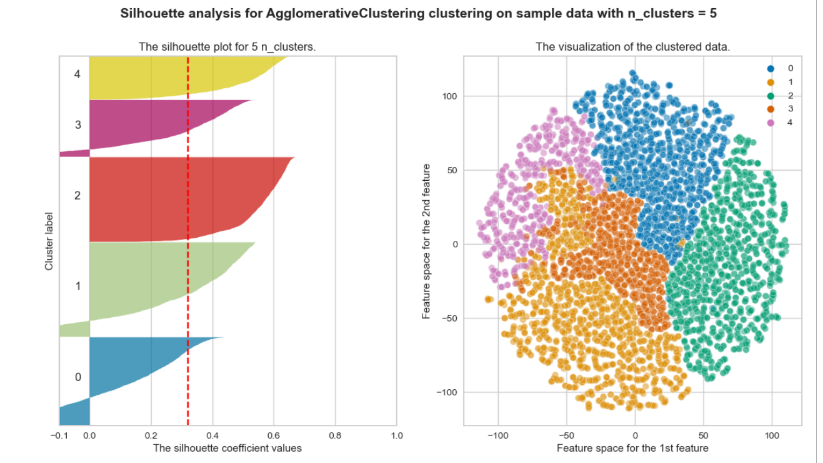 Silhouette analysis for AgglomerativeClustering clustering on sample data with n_clusters = 5
The silhouette plot for 5 n_clusters.
4
3
2
1
0
Cluster label
−0.1 0.0 0.2 0.4 0.6 0.8 1.0
The silhouette coefficient values
The visualization of the clustered data.
0
1
2
3
4
100
50
0
−50
−100
Feature space for the 2nd feature
−100 −50 0 50 100
Feature space for the 1st feature